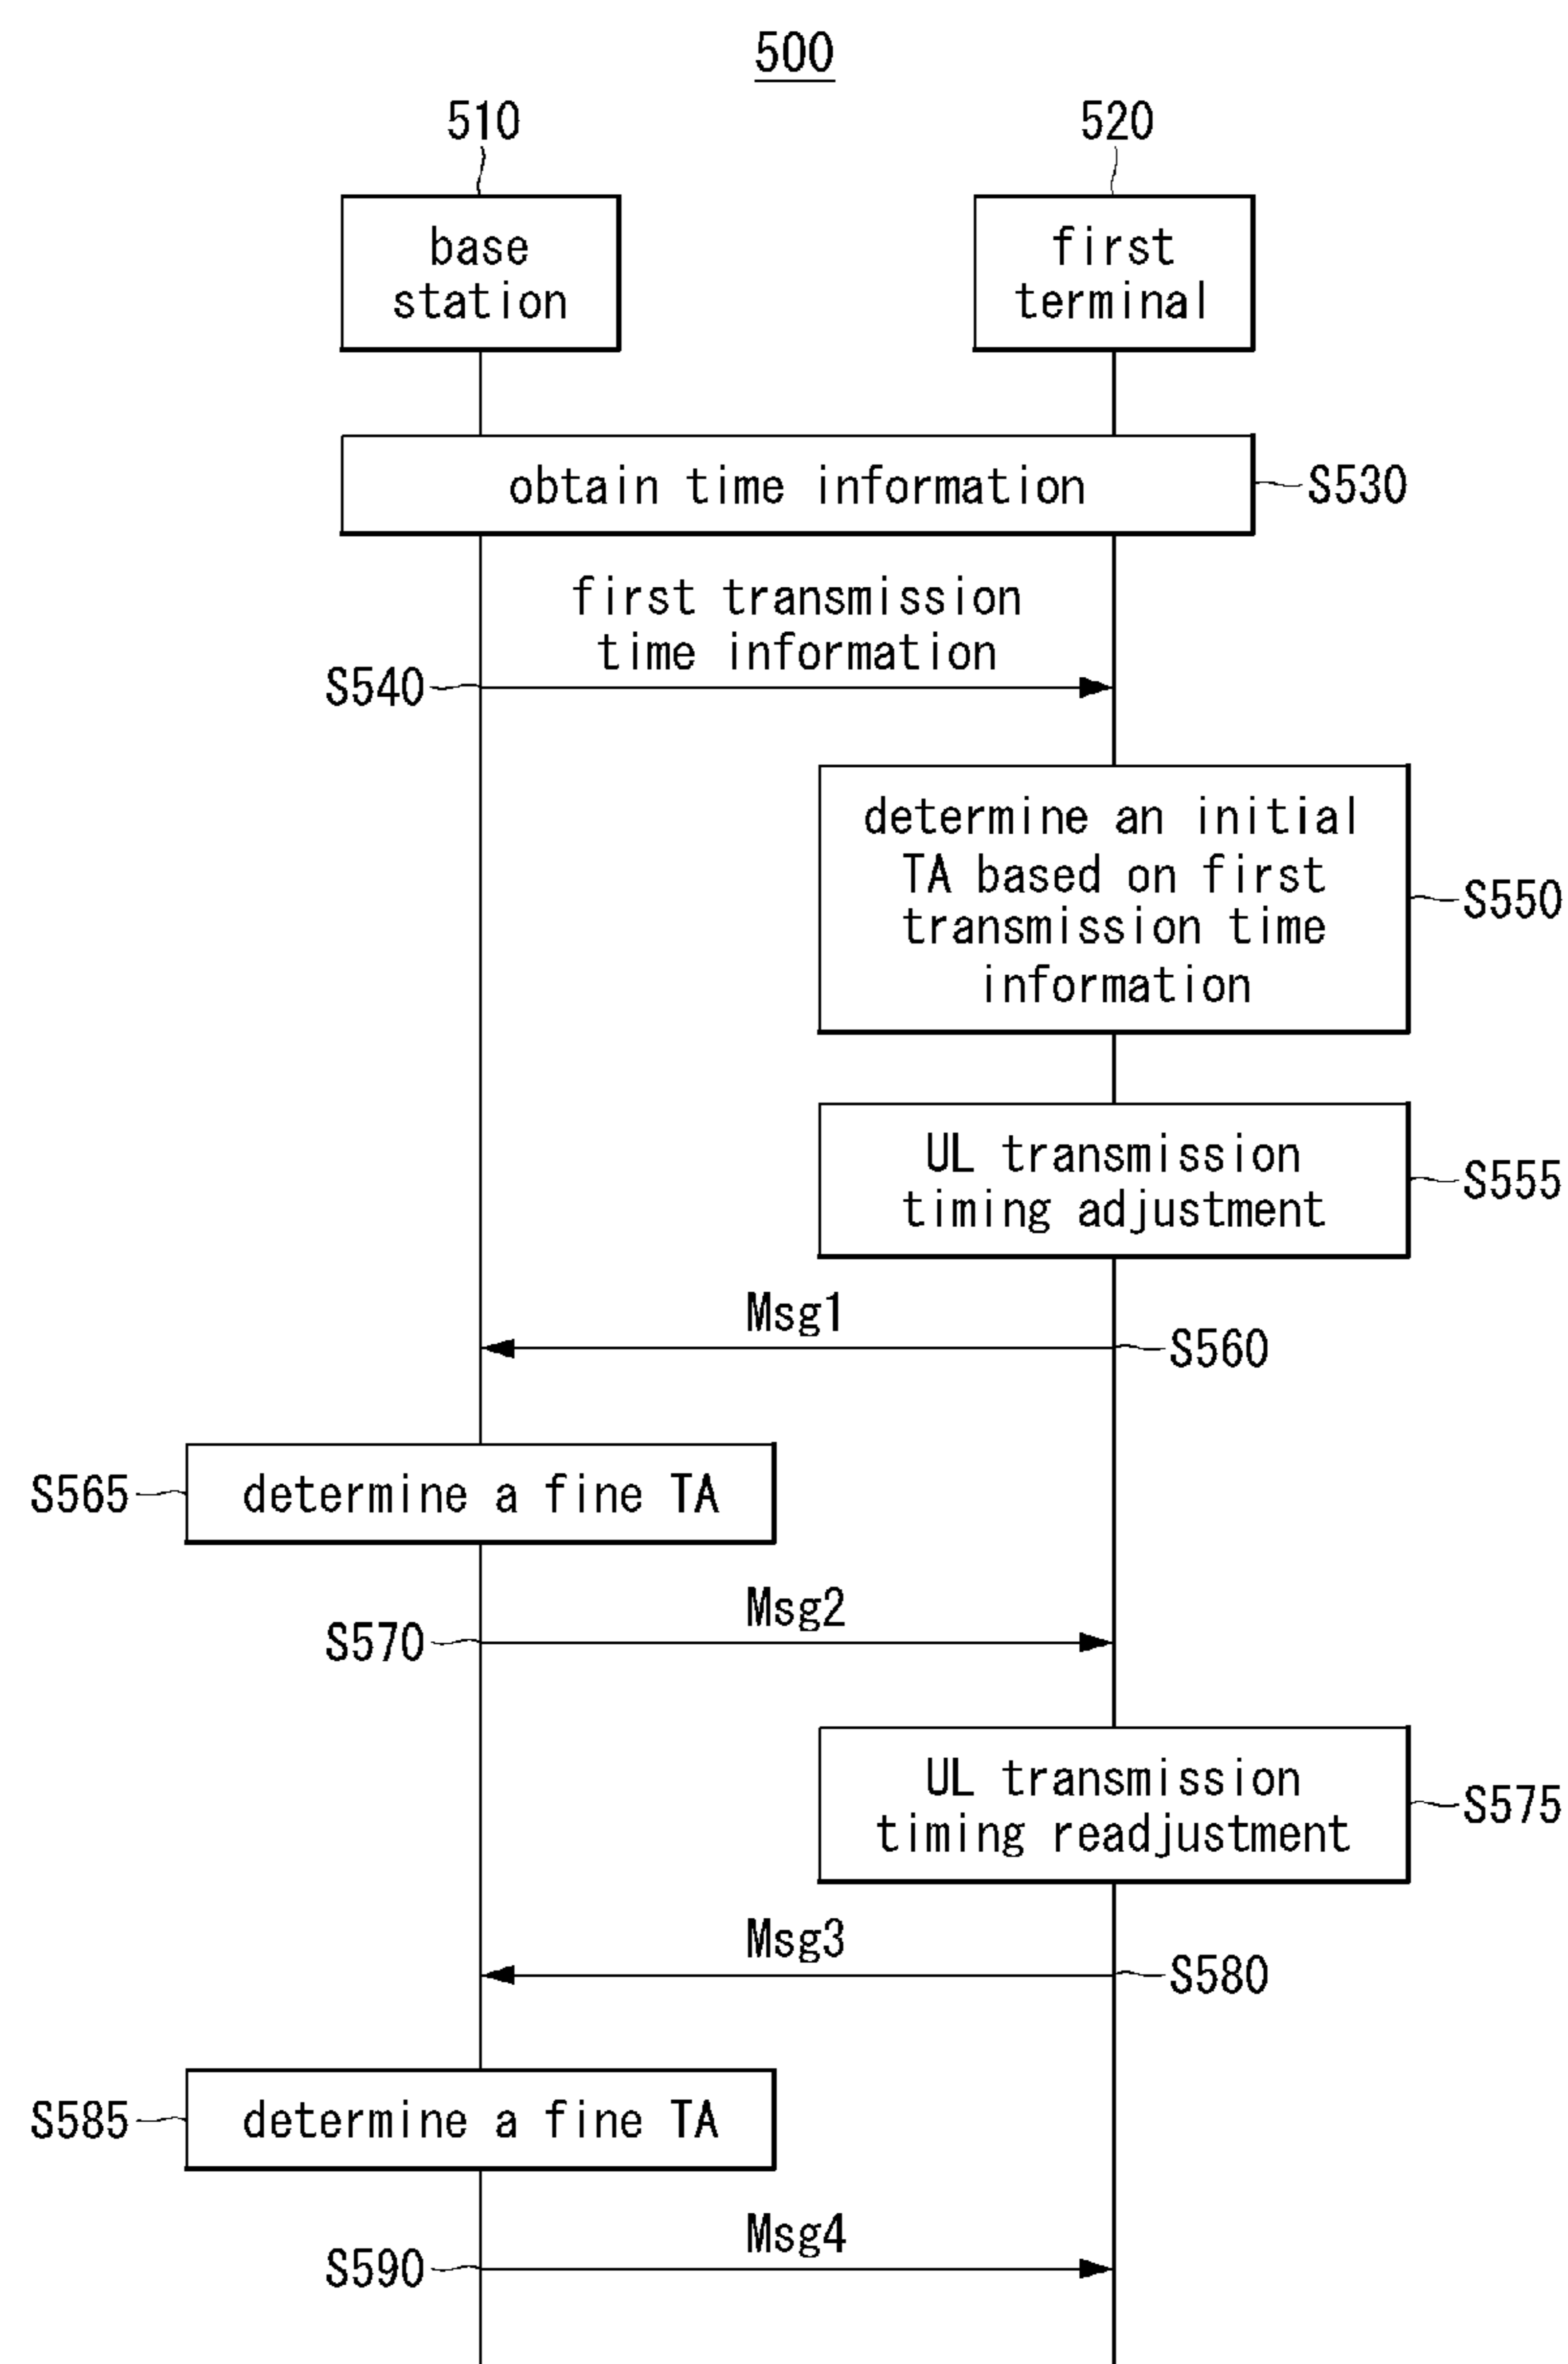 500
510
520
base
station
first
terminal
obtain time information
S530
first transmission
time information
S540
determine an initial
TA based on first
transmission time
information
S550
UL transmission
timing adjustment
S555
Msg1
S560
S565
determine a fine TA
Msg2
S570
UL transmission
timing readjustment
S575
Msg3
S580
S585
determine a fine TA
Msg4
S590